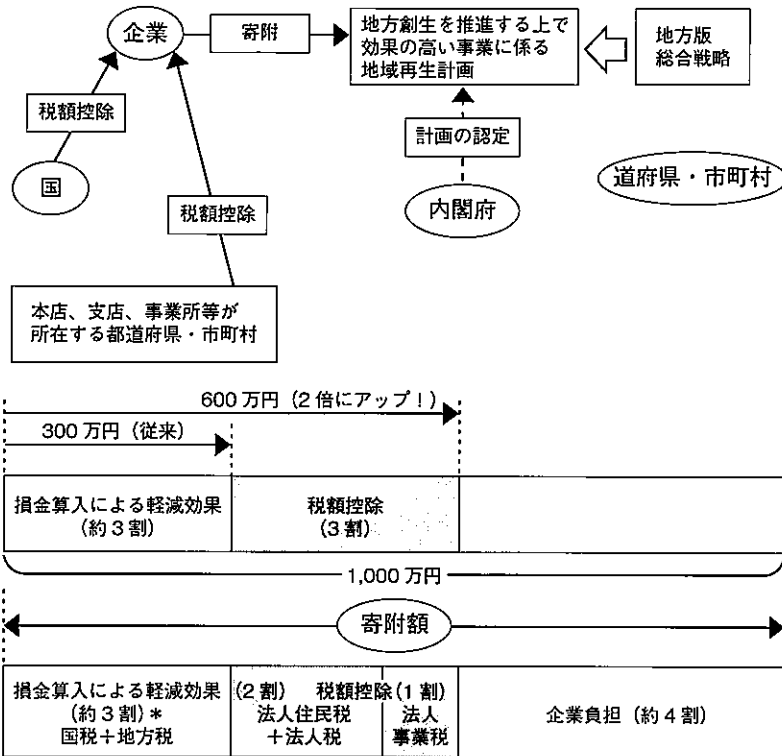 企業
寄附
地方創生を推進する上で
効果の高い事業に係る
地域再生計画
地方版
総合戦略
税額控除
計画の認定
国
税額控除
内閣府
道府県・市町村
本店、支店、事業所等が
所在する都道府県・市町村
600万円（2倍にアップ！）
300万円（従来）
損金算入による軽減効果
（約3割）
税額控除
（3割）
1,000万円
寄附額
損金算入による軽減効果
（約3割）＊
国税＋地方税
（2割） 税額控除（1割）
法人住民税
＋法人税
法人
事業税
企業負担（約4割）